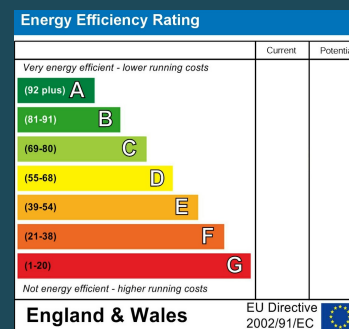 Energy Efficiency Rating
Current
Very energy efficient - lower running costs
(92 plus) A
(81-91) B
(69-80) C
(55-68) D
(39-54) E
(21-38) F
(1-20) G
Not energy efficient - higher running costs
England & Wales
EU Directive
2002/91/EC